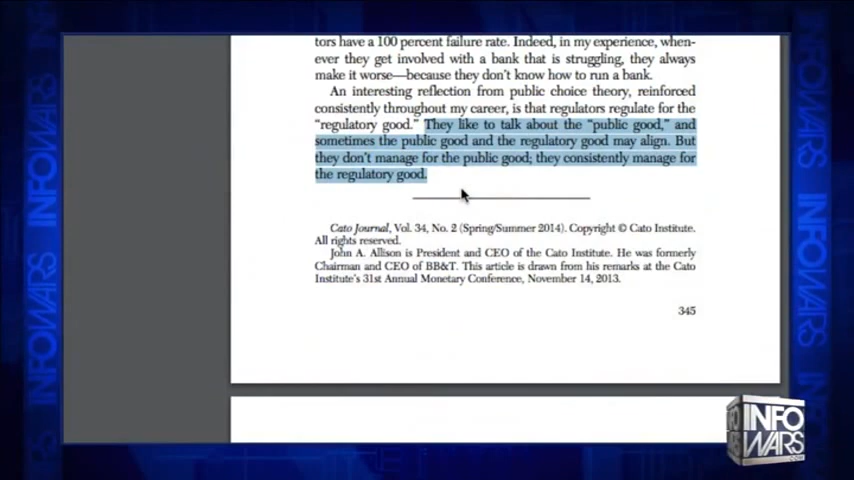 tors have a 100 percent failure rate. Indeed, in my experience, when-
ever they get involved with a bank that is struggling, they always
make it worse—because they don't know how to run a bank.
An interesting reflection from public choice theory, reinforced
consistently throughout my career, is that regulators regulate for the
“regulatory good.” They like to talk about the “public good,” and
sometimes the public good and the regulatory good may align. But
they don't manage for the public good; they consistently manage for
the regulatory good.
Cato Journal, Vol. 34, No. 2 (Spring/Summer 2014). Copyright © Cato Institute.
All rights reserved.
John A. Allison is President and CEO of the Cato Institute. He was formerly
Chairman and CEO of BB&T. This article is drawn from his remarks at the Cato
Institute's 31st Annual Monetary Conference, November 14, 2013.
345
INFOWARS
INFOWARS
INFO
WARS
.COM